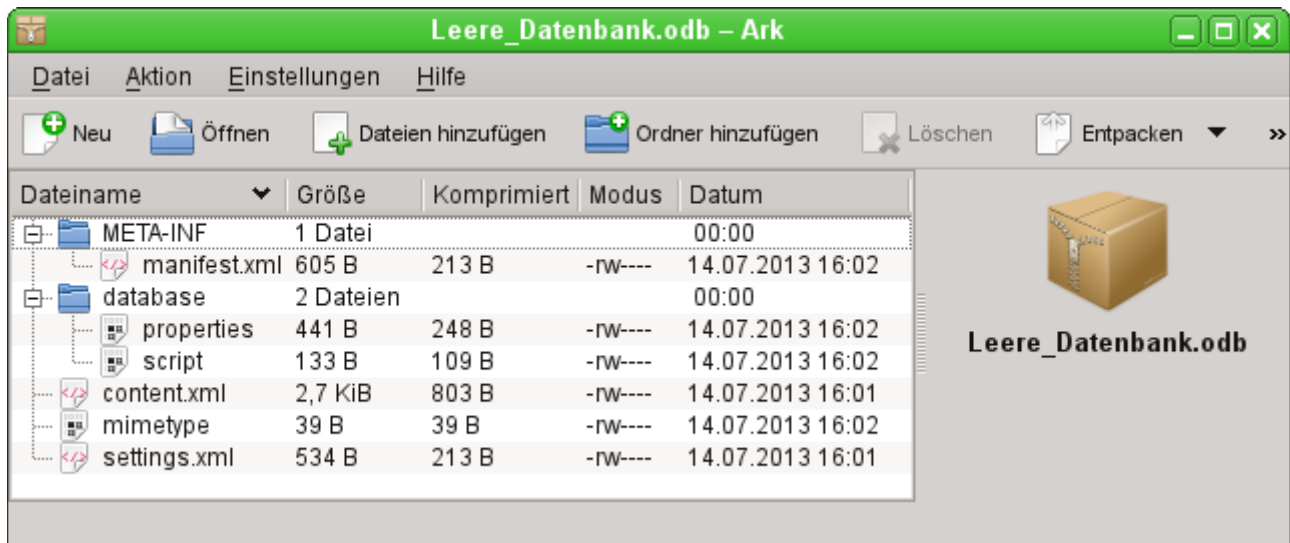 Leere_Datenbank.odb – Ark
Datei Aktion Einstellungen Hilfe
Neu Öffnen Dateien hinzufügen Ordner hinzufügen Löschen Entpacken »
Dateiname Größe Komprimiert Modus Datum
META-INF 1 Datei 00:00
manifest.xml 605 B 213 B -rw---- 14.07.2013 16:02
database 2 Dateien 00:00
properties 441 B 248 B -rw---- 14.07.2013 16:02
script 133 B 109 B -rw---- 14.07.2013 16:02
content.xml 2,7 KiB 803 B -rw---- 14.07.2013 16:01
mimetype 39 B 39 B -rw---- 14.07.2013 16:02
settings.xml 534 B 213 B -rw---- 14.07.2013 16:01
Leere_Datenbank.odb